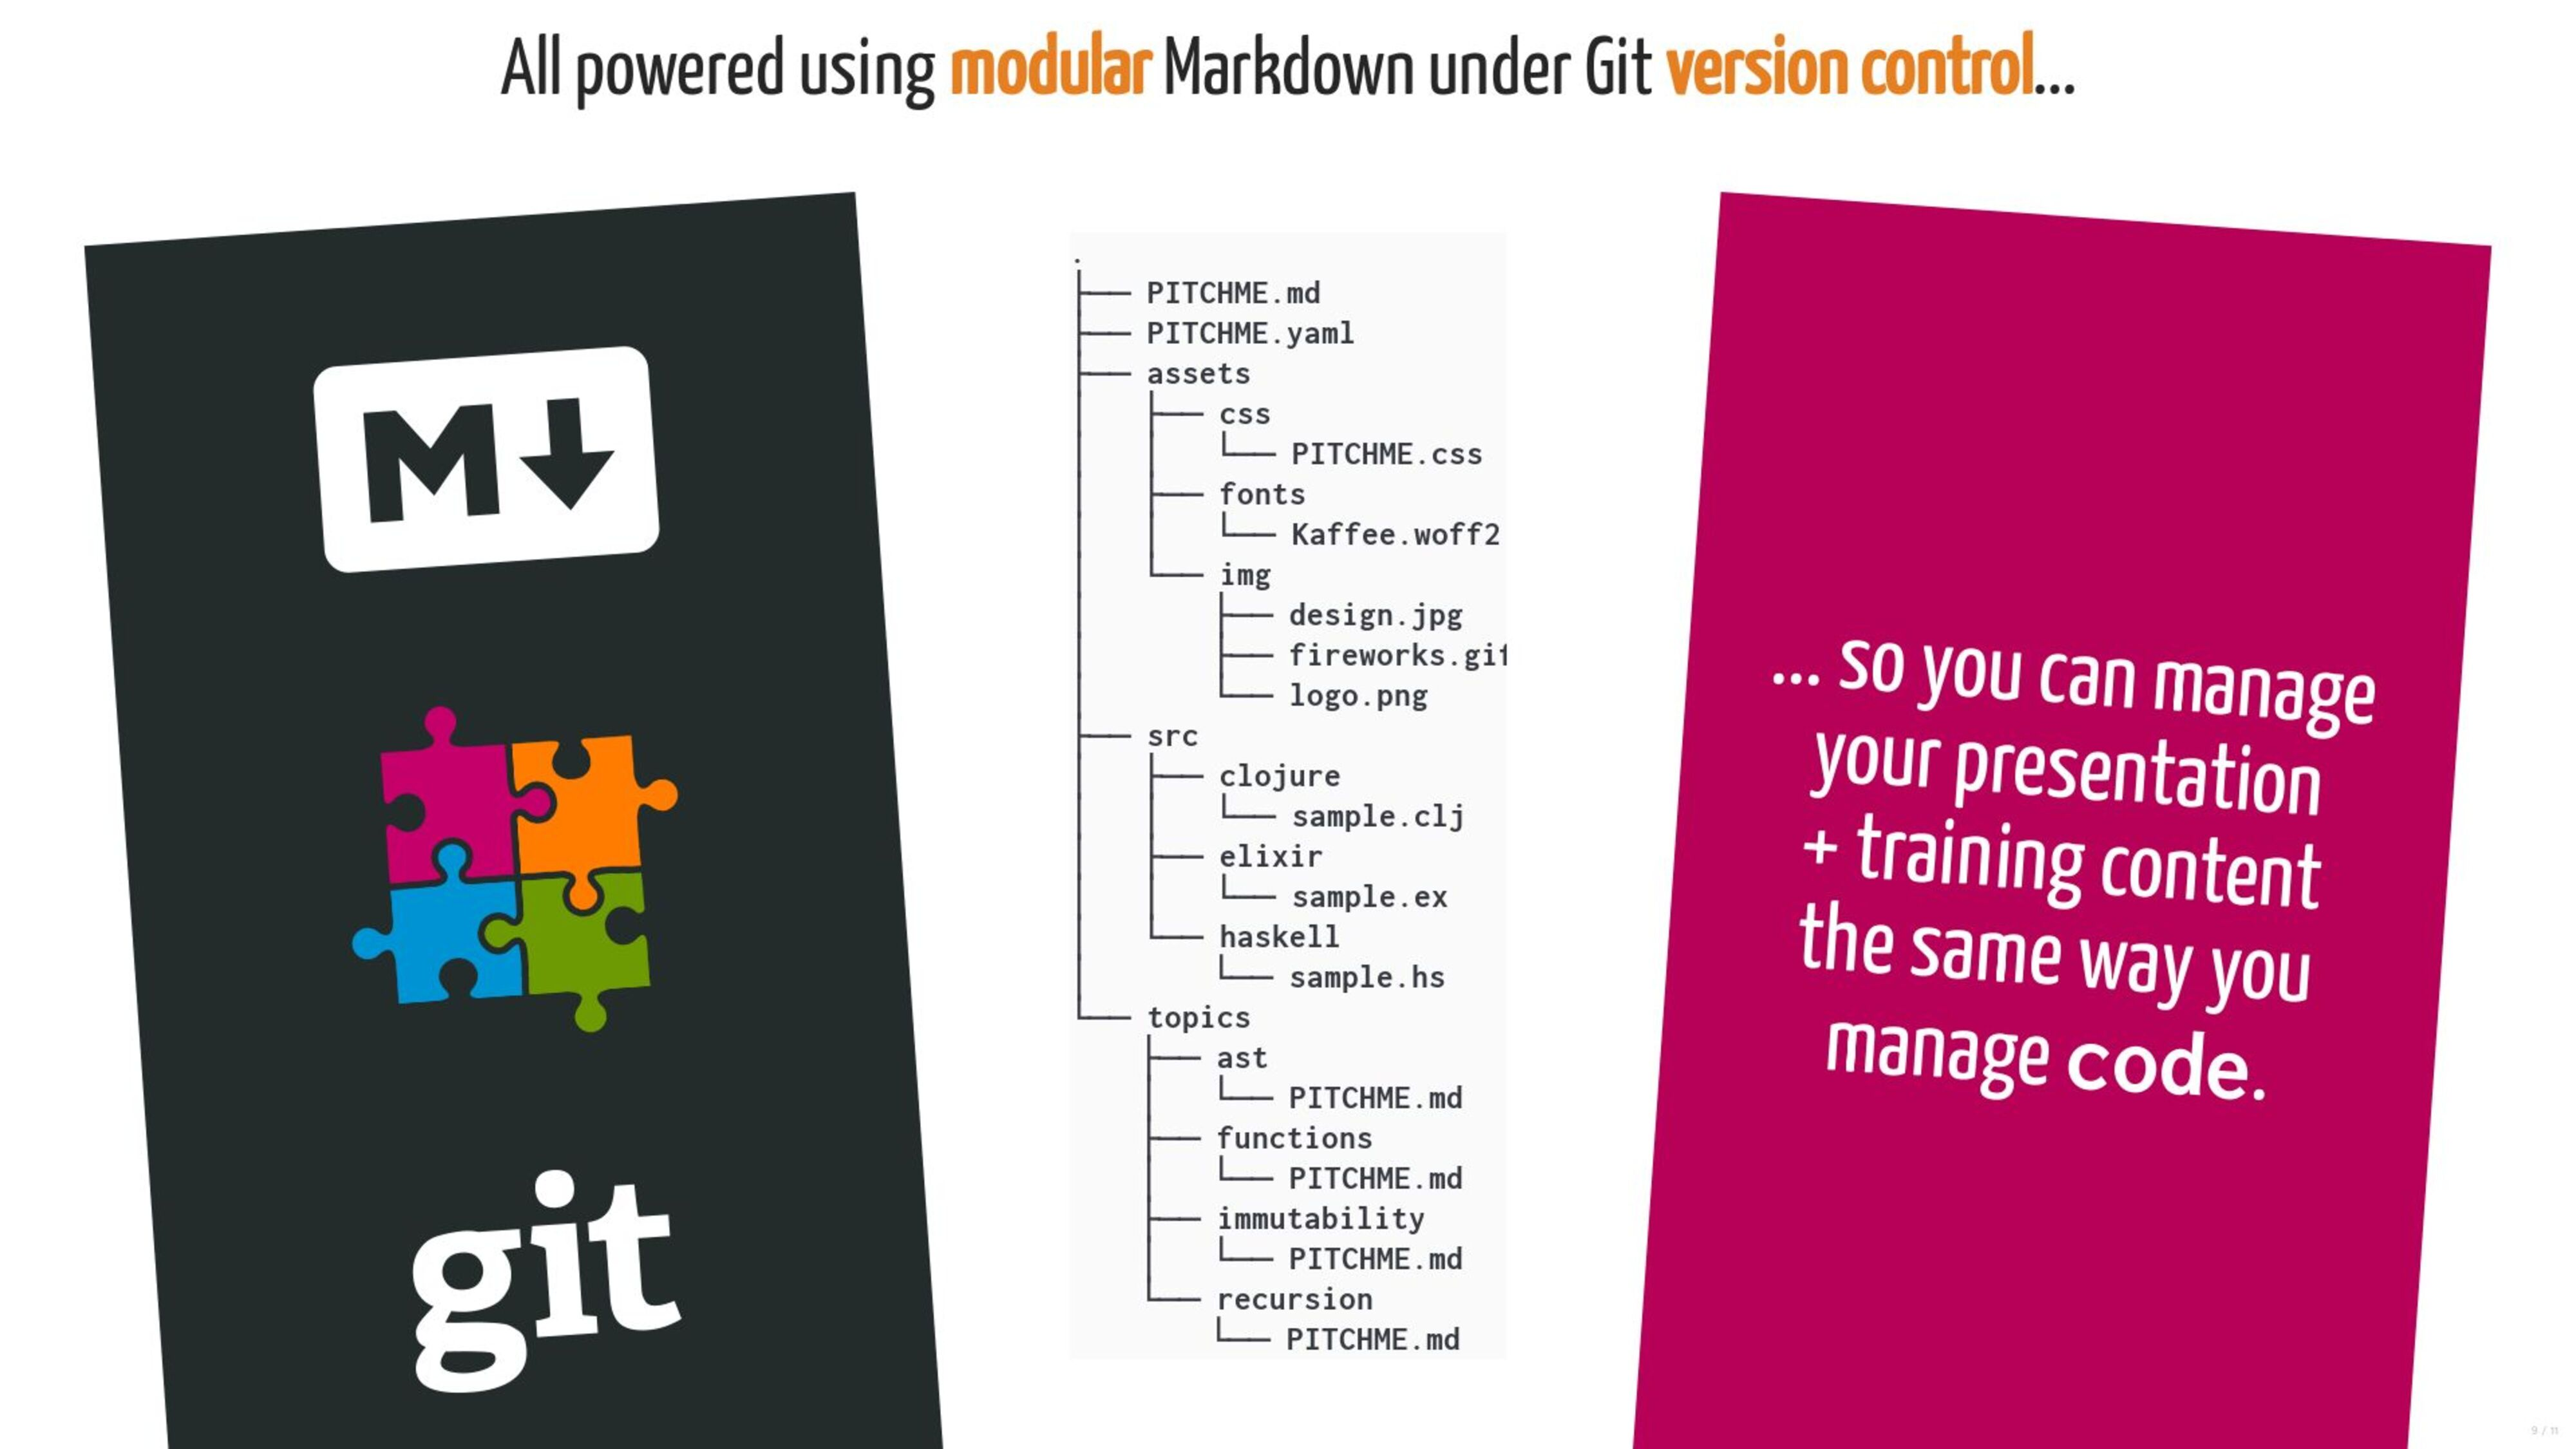 All powered using modular Markdown under Git version control...
M
git
.
├── PITCHME.md
├── PITCHME.yaml
├── assets
│   ├── css
│   │   └── PITCHME.css
│   ├── fonts
│   │   └── Kaffee.woff2
│   └── img
│       ├── design.jpg
│       ├── fireworks.gif
│       └── logo.png
├── src
│   ├── clojure
│   │   └── sample.clj
│   ├── elixir
│   │   └── sample.ex
│   └── haskell
│       └── sample.hs
└── topics
    ├── ast
    │   └── PITCHME.md
    ├── functions
    │   └── PITCHME.md
    ├── immutability
    │   └── PITCHME.md
    └── recursion
        └── PITCHME.md
... so you can manage
your presentation
+ training content
the same way you
manage code.
9 / 11